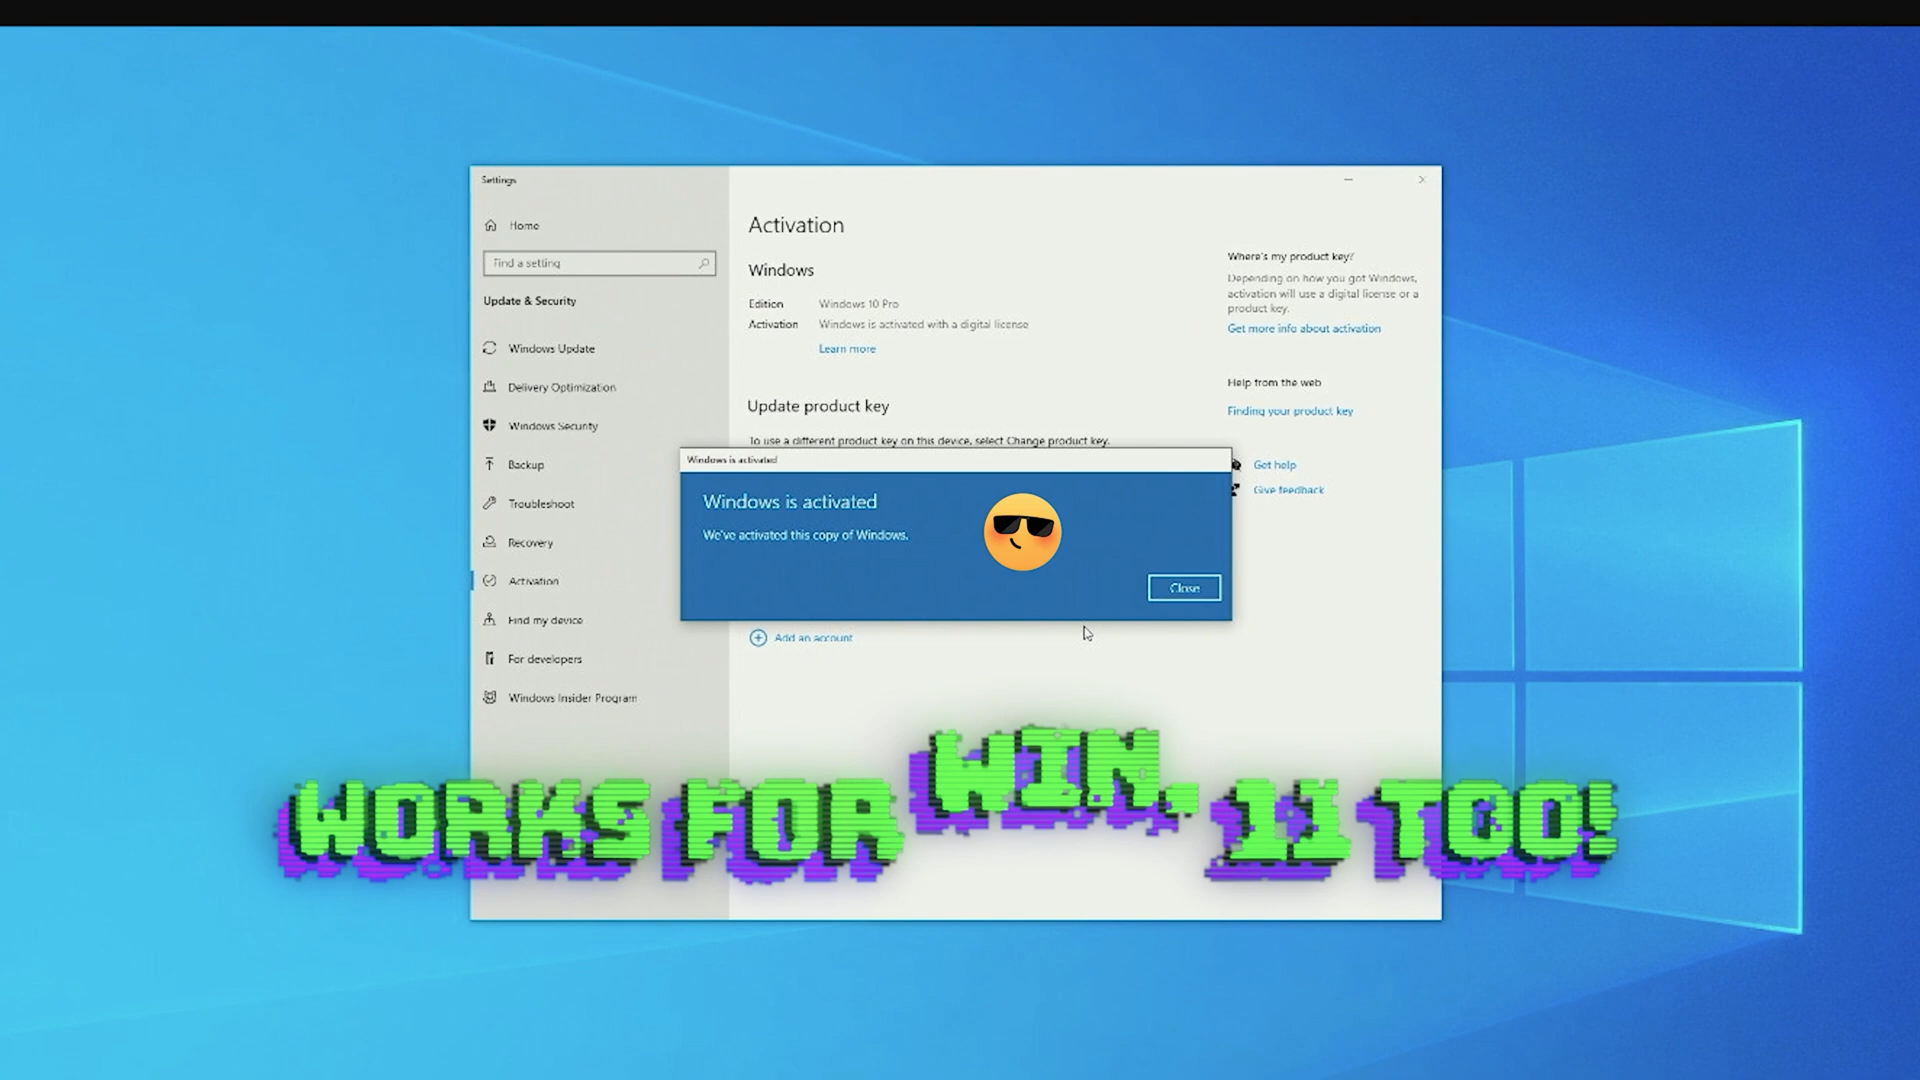 Settings
Home
Find a setting
Update & Security
Windows Update
Delivery Optimization
Windows Security
Backup
Troubleshoot
Recovery
Activation
Find my device
For developers
Windows Insider Program
Activation
Windows
Edition Windows 10 Pro
Activation Windows is activated with a digital license
Learn more
Update product key
To use a different product key on this device, select Change product key.
Where's my product key?
Depending on how you got Windows,
activation will use a digital license or a
product key.
Get more info about activation
Help from the web
Finding your product key
Get help
Give feedback
Windows is activated
Windows is activated
We've activated this copy of Windows.
Close
Add an account
WORKS FOR WIN. 11 TOO!